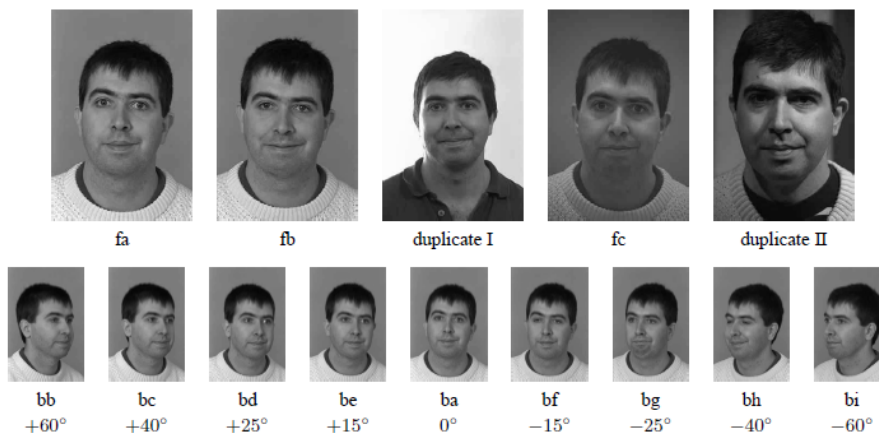 fa fb duplicate I fc duplicate II
bb bc bd be ba bf bg bh bi
+60° +40° +25° +15° 0° −15° −25° −40° −60°